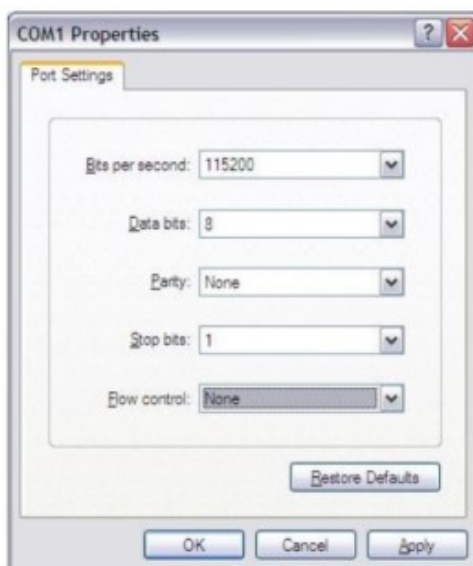 COM1 Properties
Port Settings
Bits per second: 115200
Data bits: 8
Parity: None
Stop bits: 1
Flow control: None
Restore Defaults
OK Cancel Apply